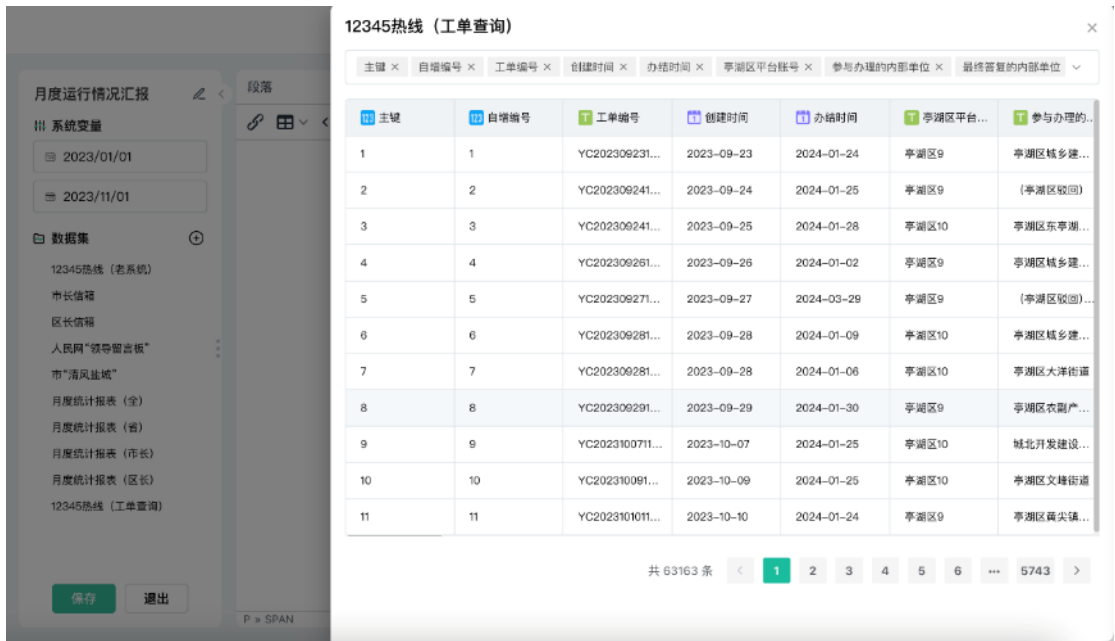 月度运行情况汇报
系统变量
2023/01/01
2023/11/01
数据集
12345热线（老系统）
市长信箱
区长信箱
人民网“领导留言板”
市“清风盐城”
月度统计报表（全）
月度统计报表（省）
月度统计报表（市长）
月度统计报表（区长）
12345热线（工单查询）
保存 退出
段落
P » SPAN
12345热线（工单查询）
主键 × 自增编号 × 工单编号 × 创建时间 × 办结时间 × 亭湖区平台账号 × 参与办理的内部单位 × 最终答复的内部单位
主键 自增编号 工单编号 创建时间 办结时间 亭湖区平台... 参与办理的...
1 1 YC202309231... 2023-09-23 2024-01-24 亭湖区9 亭湖区城乡建...
2 2 YC202309241... 2023-09-24 2024-01-25 亭湖区9 （亭湖区驳回）
3 3 YC202309241... 2023-09-25 2024-01-28 亭湖区10 亭湖区东亭湖...
4 4 YC202309261... 2023-09-26 2024-01-02 亭湖区9 亭湖区城乡建...
5 5 YC202309271... 2023-09-27 2024-03-29 亭湖区9 （亭湖区驳回）...
6 6 YC202309281... 2023-09-28 2024-01-09 亭湖区10 亭湖区城乡建...
7 7 YC202309281... 2023-09-28 2024-01-06 亭湖区10 亭湖区大洋街道
8 8 YC202309291... 2023-09-29 2024-01-30 亭湖区9 亭湖区农副产...
9 9 YC2023100711... 2023-10-07 2024-01-25 亭湖区10 城北开发建设...
10 10 YC202310091... 2023-10-09 2024-01-25 亭湖区10 亭湖区文峰街道
11 11 YC2023101011... 2023-10-10 2024-01-24 亭湖区9 亭湖区黄尖镇...
共 63163 条 < 1 2 3 4 5 6 ••• 5743 >